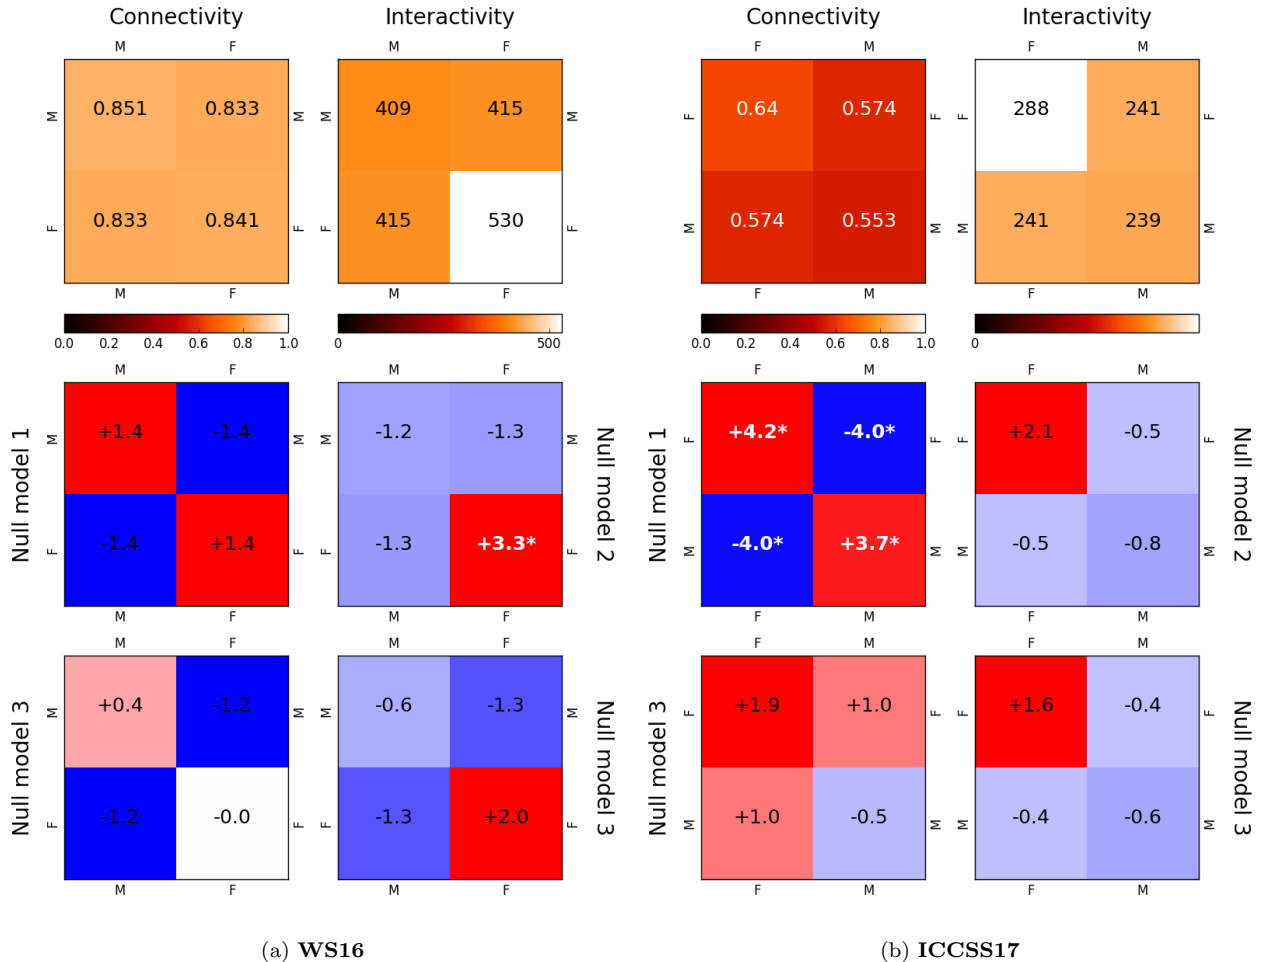 Connectivity Interactivity Connectivity Interactivity
M F M F F M F M
M 0.851 0.833 M M 409 415 M F 0.64 0.574 F F 288 241 F
F 0.833 0.841 F F 415 530 F M 0.574 0.553 M M 241 239 M
M F M F F M F M
0.0 0.2 0.4 0.6 0.8 1.0 0 500 0.0 0.2 0.4 0.6 0.8 1.0 0
M F M F F M F M
Null model 1 M +1.4 -1.4 M M -1.2 -1.3 M Null model 2 Null model 1 F +4.2* -4.0* F F +2.1 -0.5 F Null model 2
F -1.4 +1.4 F F -1.3 +3.3* F M -4.0* +3.7* M M -0.5 -0.8 M
M F M F F M F M
M F M F F M F M
Null model 3 M +0.4 -1.2 M M -0.6 -1.3 M Null model 3 Null model 3 F +1.9 +1.0 F F +1.6 -0.4 F Null model 3
F -1.2 -0.0 F F -1.3 +2.0 F M +1.0 -0.5 M M -0.4 -0.6 M
M F M F F M F M
(a) WS16 (b) ICCSS17